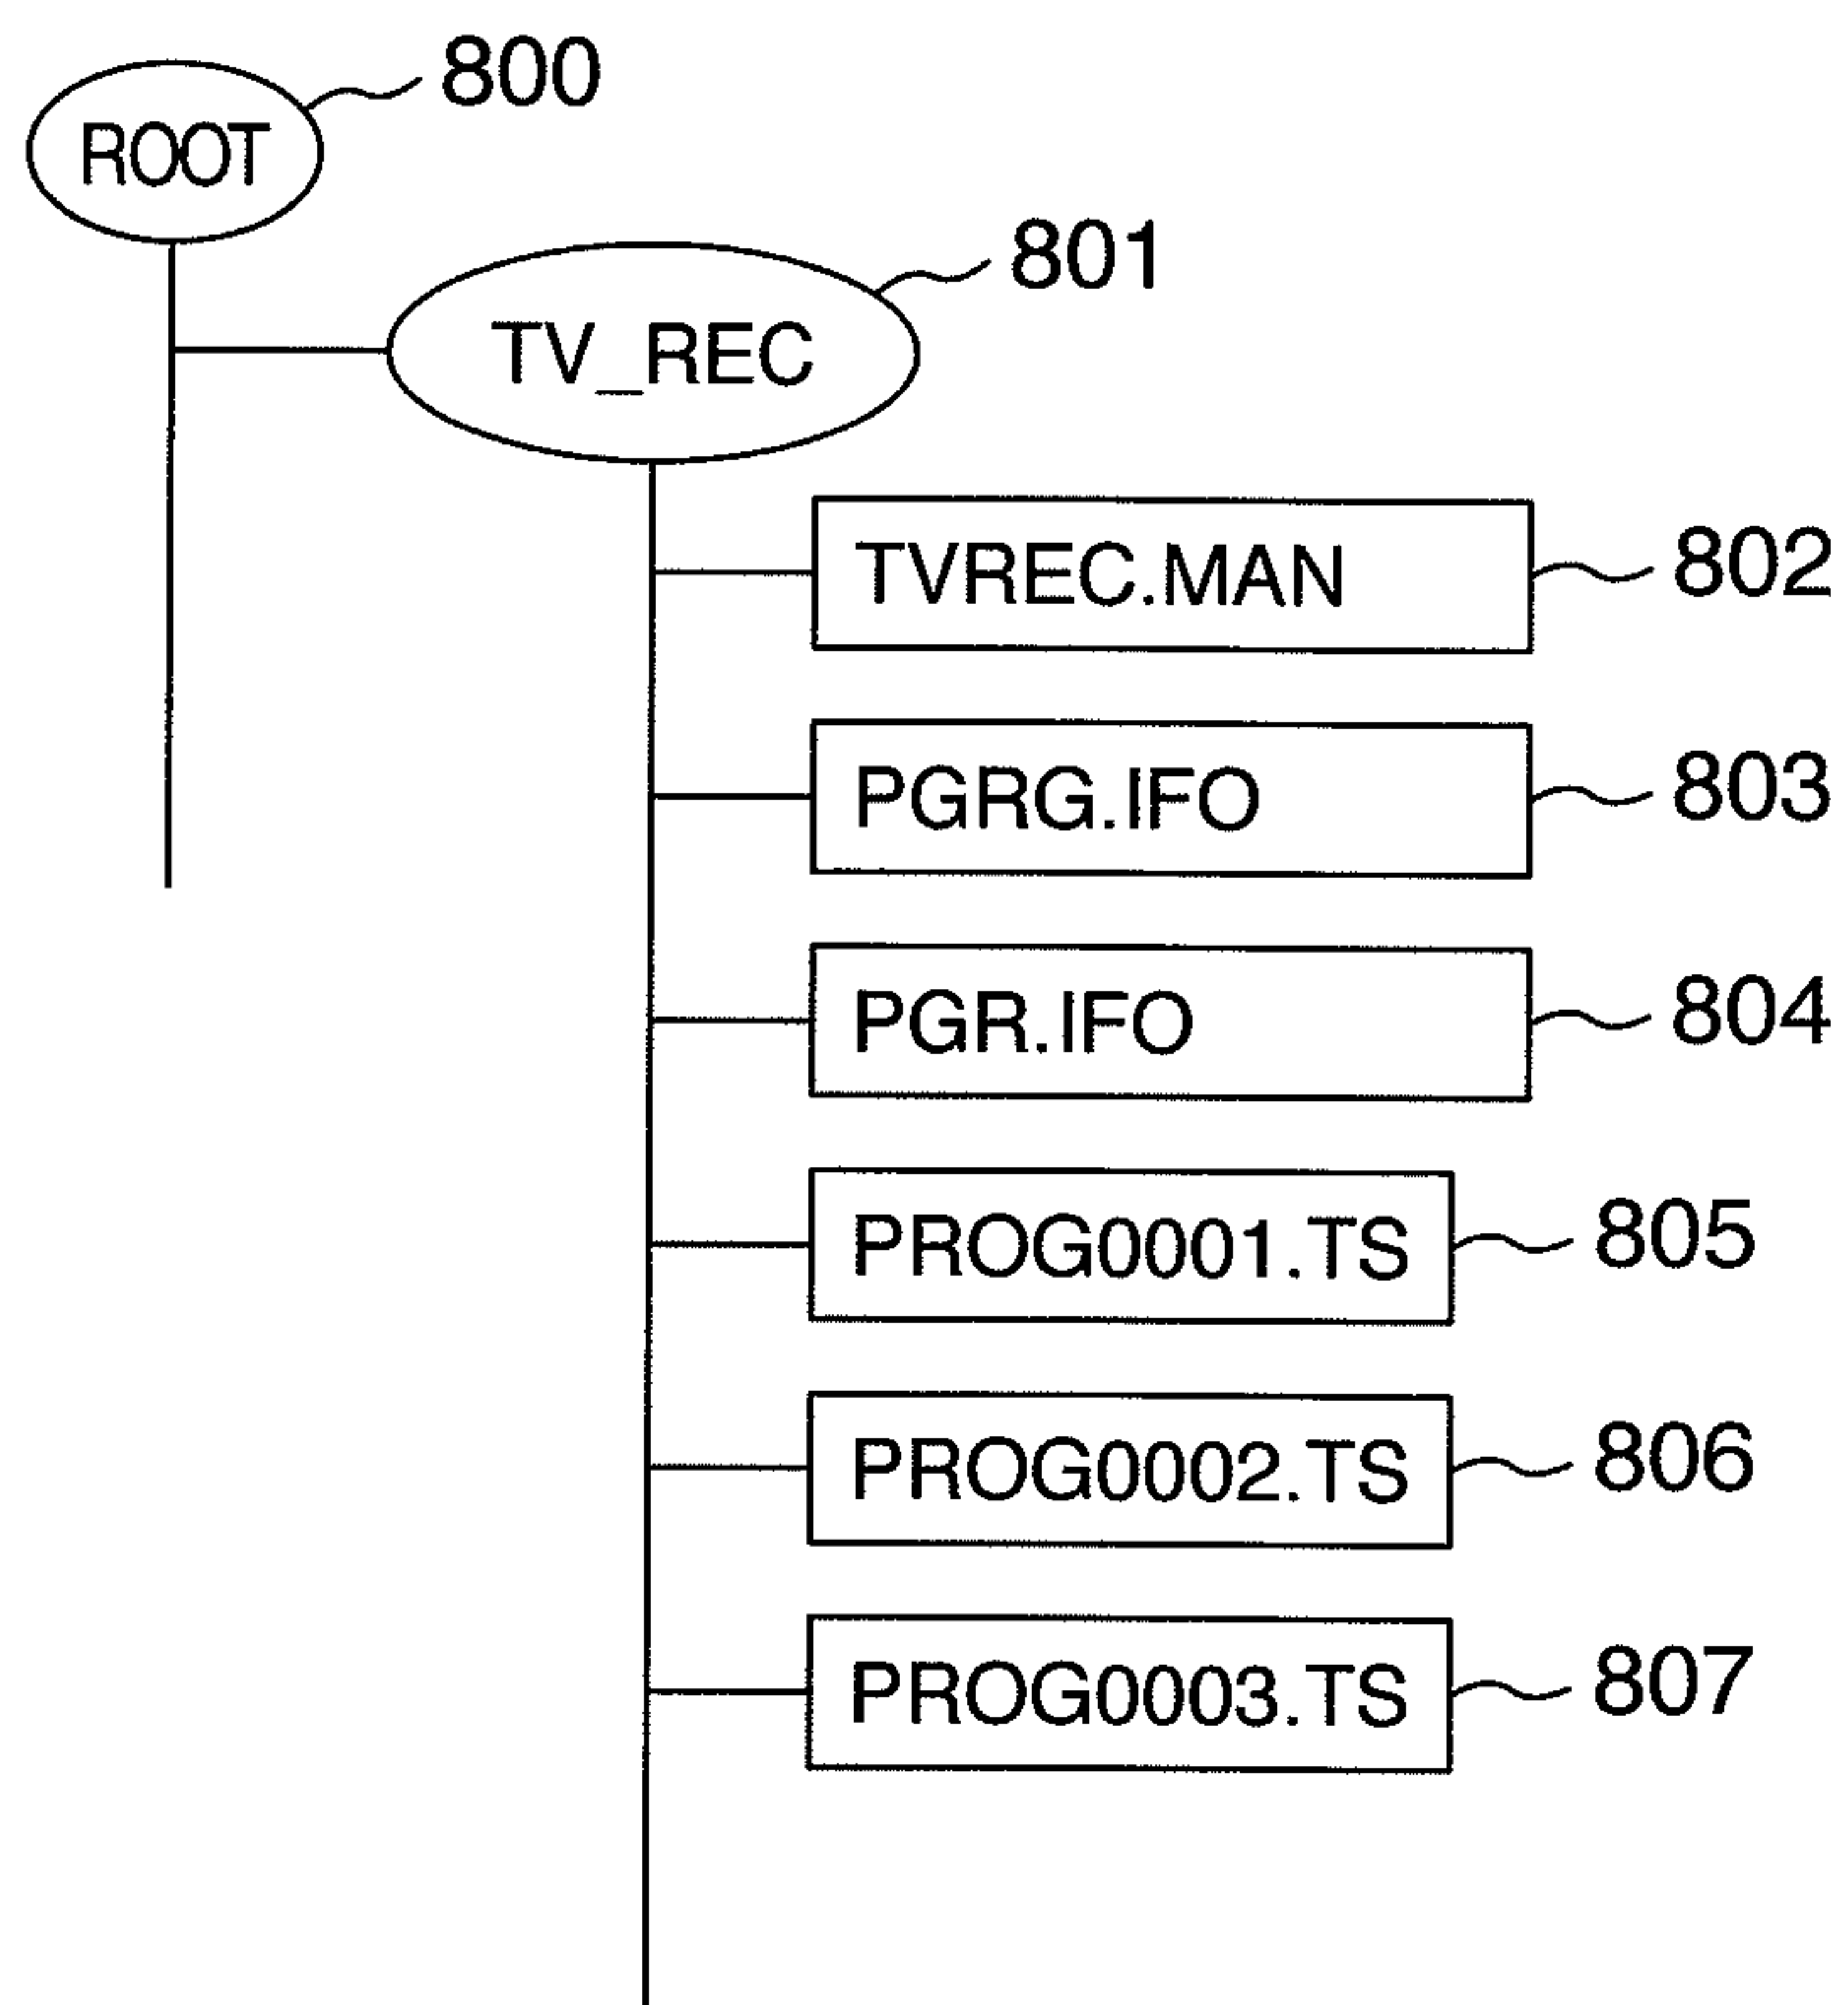 800
ROOT
801
TV_REC
TVREC.MAN 802
PGRG.IFO 803
PGR.IFO 804
PROG0001.TS 805
PROG0002.TS 806
PROG0003.TS 807